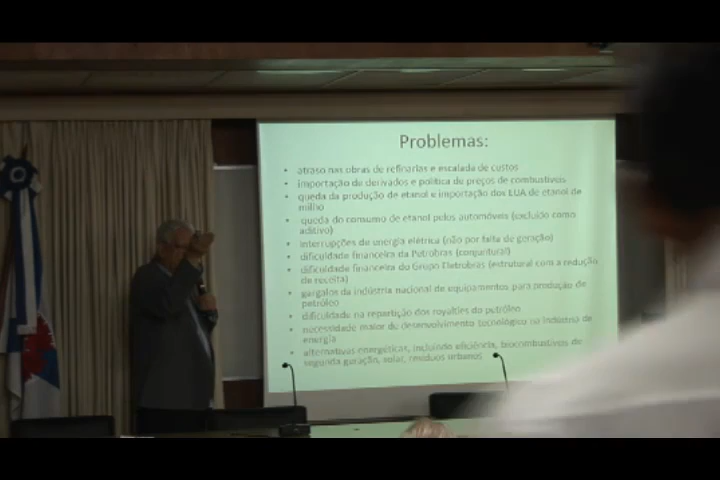 Problemas:
• atraso nas obras de refinarias e escalada de custos
• importação de derivados e política de preços de combustíveis
• queda da produção de etanol e importação dos EUA de etanol de
milho
• queda do consumo de etanol pelos automóveis (excluído como
aditivo)
• interrupções de energia elétrica (não por falta de geração)
• dificuldade financeira da Petrobras (conjuntural)
• dificuldade financeira do Grupo Eletrobras (estrutural com a redução
de receita)
• gargalos da indústria nacional de equipamentos para produção de
petróleo
• dificuldade na repartição dos royalties do petróleo
• necessidade maior de desenvolvimento tecnológico na indústria de
energia
• alternativas energéticas, incluindo eficiência, biocombustíveis de
segunda geração, solar, resíduos urbanos